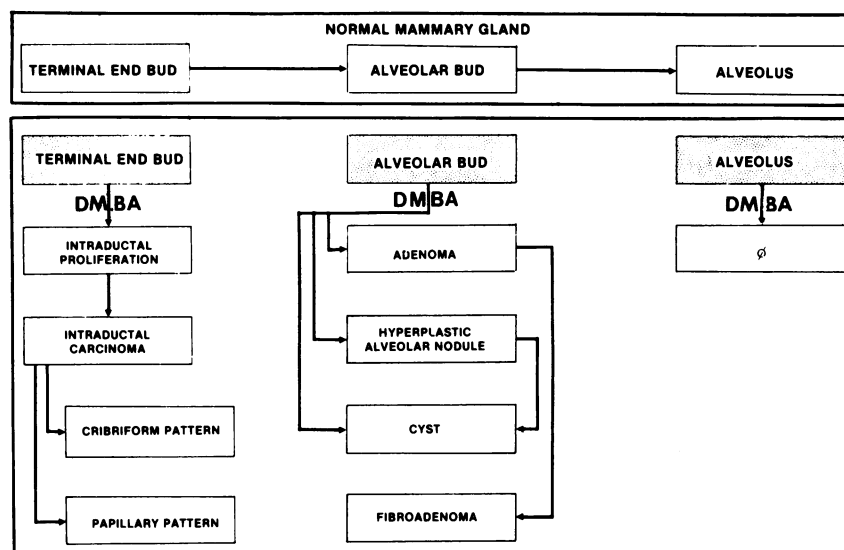 NORMAL MAMMARY GLAND
TERMINAL END BUD
ALVEOLAR BUD
ALVEOLUS
TERMINAL END BUD
ALVEOLAR BUD
ALVEOLUS
DMBA
DMBA
DMBA
INTRADUCTAL
PROLIFERATION
ADENOMA
ø
INTRADUCTAL
CARCINOMA
HYPERPLASTIC
ALVEOLAR NODULE
CRIBRIFORM PATTERN
CYST
PAPILLARY PATTERN
FIBROADENOMA